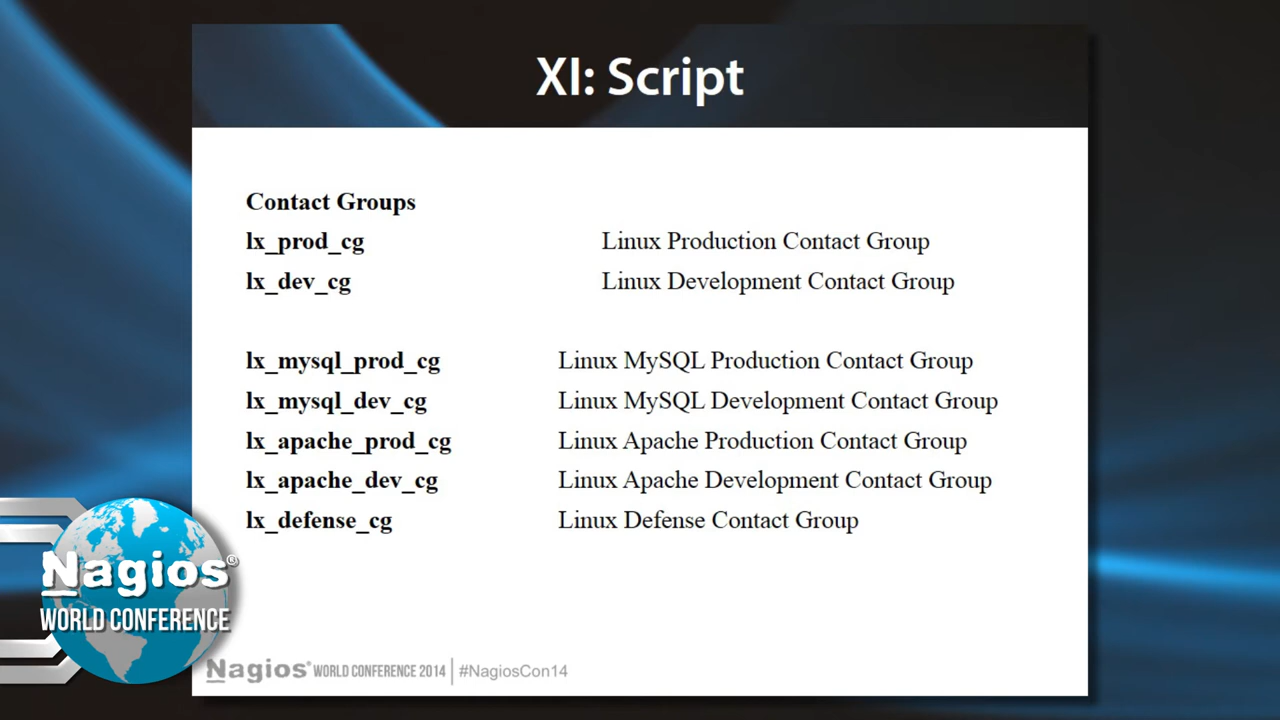 XI: Script
Contact Groups
lx_prod_cg Linux Production Contact Group
lx_dev_cg Linux Development Contact Group
lx_mysql_prod_cg Linux MySQL Production Contact Group
lx_mysql_dev_cg Linux MySQL Development Contact Group
lx_apache_prod_cg Linux Apache Production Contact Group
lx_apache_dev_cg Linux Apache Development Contact Group
lx_defense_cg Linux Defense Contact Group
Nagios®
WORLD CONFERENCE
Nagios® WORLD CONFERENCE 2014 | #NagiosCon14